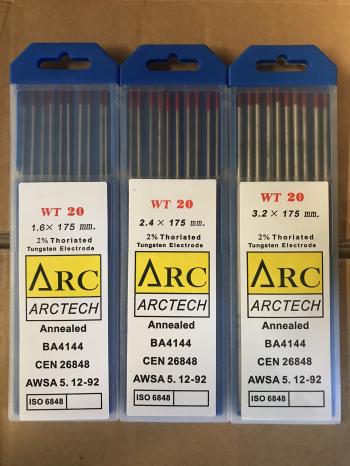 WT 20
1.6× 175 mm.
2% Thoriated
Tungsten Electrode
ARC
ARCTECH
Annealed
BA4144
CEN 26848
AWSA 5. 12-92
ISO 6848
WT 20
2.4 × 175 mm.
2% Thoriated
Tungsten Electrode
ARC
ARCTECH
Annealed
BA4144
CEN 26848
AWSA 5. 12-92
ISO 6848
WT 20
3.2 × 175 mm.
2% Thoriated
Tungsten Electrode
ARC
ARCTECH
Annealed
BA4144
CEN 26848
AWSA 5. 12-92
ISO 6848